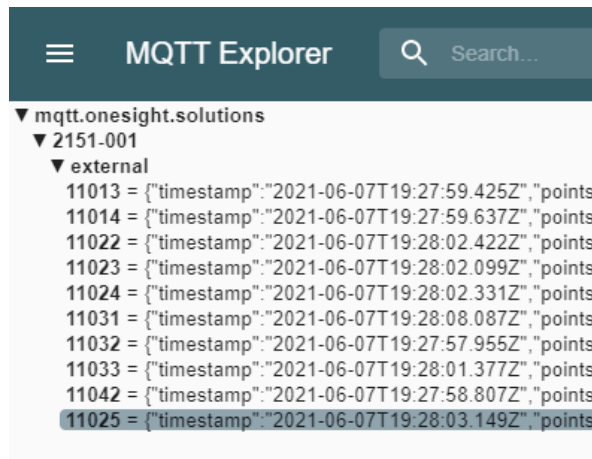 MQTT Explorer
Search...
▼ mqtt.onesight.solutions
▼ 2151-001
▼ external
11013 = {"timestamp":"2021-06-07T19:27:59.425Z","points
11014 = {"timestamp":"2021-06-07T19:27:59.637Z","points
11022 = {"timestamp":"2021-06-07T19:28:02.422Z","points
11023 = {"timestamp":"2021-06-07T19:28:02.099Z","points
11024 = {"timestamp":"2021-06-07T19:28:02.331Z","points
11031 = {"timestamp":"2021-06-07T19:28:08.087Z","points
11032 = {"timestamp":"2021-06-07T19:27:57.955Z","points
11033 = {"timestamp":"2021-06-07T19:28:01.377Z","points
11042 = {"timestamp":"2021-06-07T19:27:58.807Z","points
11025 = {"timestamp":"2021-06-07T19:28:03.149Z","points